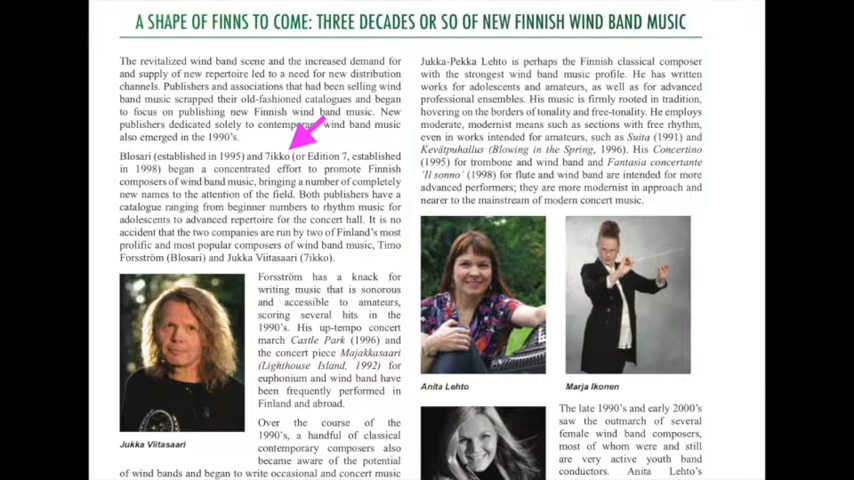 A SHAPE OF FINNS TO COME: THREE DECADES OR SO OF NEW FINNISH WIND BAND MUSIC
The revitalized wind band scene and the increased demand for
and supply of new repertoire led to a need for new distribution
channels. Publishers and associations that had been selling wind
band music scrapped their old-fashioned catalogues and began
to focus on publishing new Finnish wind band music. New
publishers dedicated solely to contemporary wind band music
also emerged in the 1990's.
Blosari (established in 1995) and 7ikko (or Edition 7, established
in 1998) began a concentrated effort to promote Finnish
composers of wind band music, bringing a number of completely
new names to the attention of the field. Both publishers have a
catalogue ranging from beginner numbers to rhythm music for
adolescents to advanced repertoire for the concert hall. It is no
accident that the two companies are run by two of Finland's most
prolific and most popular composers of wind band music, Timo
Forsström (Blosari) and Jukka Viitasaari (7ikko).
Forsström has a knack for
writing music that is sonorous
and accessible to amateurs,
scoring several hits in the
1990's. His up-tempo concert
march Castle Park (1996) and
the concert piece Majakkasaari
(Lighthouse Island, 1992) for
euphonium and wind band have
been frequently performed in
Finland and abroad.
Jukka Viitasaari
Over the course of the
1990's, a handful of classical
contemporary composers also
became aware of the potential
of wind bands and began to write occasional and concert music
Jukka-Pekka Lehto is perhaps the Finnish classical composer
with the strongest wind band music profile. He has written
works for adolescents and amateurs, as well as for advanced
professional ensembles. His music is firmly rooted in tradition,
hovering on the borders of tonality and free-tonality. He employs
moderate, modernist means such as sections with free rhythm,
even in works intended for amateurs, such as Suita (1991) and
Kevätpuhallus (Blowing in the Spring, 1996). His Concertino
(1995) for trombone and wind band and Fantasia concertante
'Il sonno' (1998) for flute and wind band are intended for more
advanced performers; they are more modernist in approach and
nearer to the mainstream of modern concert music.
Anita Lehto
Marja Ikonen
The late 1990's and early 2000's
saw the outmarch of several
female wind band composers,
most of whom were and still
are very active youth band
conductors. Anita Lehto's